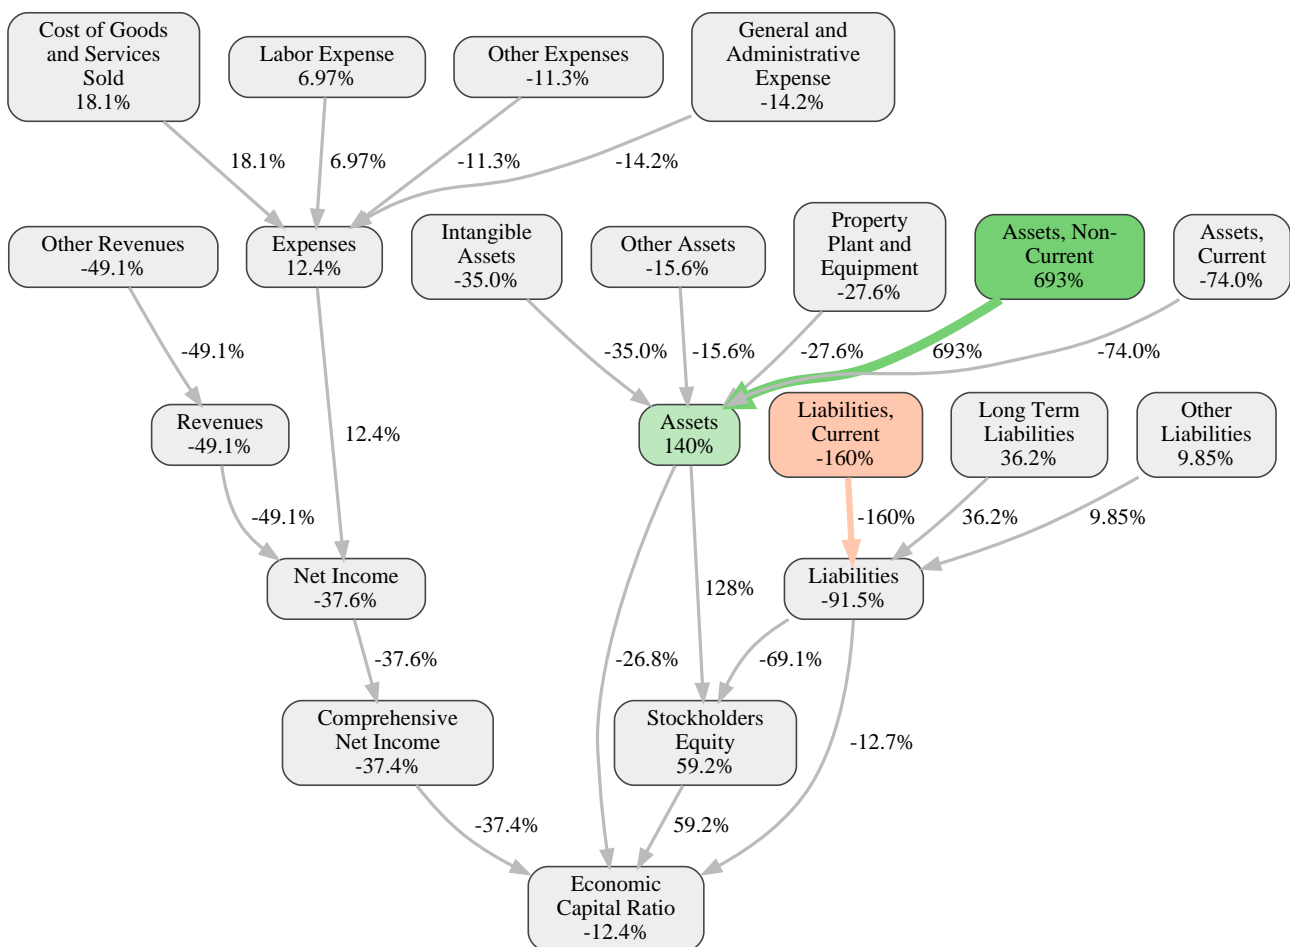 Cost of Goods
and Services
Sold
18.1%
Labor Expense
6.97%
Other Expenses
-11.3%
General and
Administrative
Expense
-14.2%
18.1%
6.97%
-11.3%
-14.2%
Other Revenues
-49.1%
Expenses
12.4%
Intangible
Assets
-35.0%
Other Assets
-15.6%
Property
Plant and
Equipment
-27.6%
Assets, Non-
Current
693%
Assets,
Current
-74.0%
-49.1%
-35.0%
-15.6%
-27.6%
693%
-74.0%
Revenues
-49.1%
12.4%
Assets
140%
Liabilities,
Current
-160%
Long Term
Liabilities
36.2%
Other
Liabilities
9.85%
-49.1%
-160%
36.2%
9.85%
Net Income
-37.6%
128%
Liabilities
-91.5%
-37.6%
-26.8%
-69.1%
Comprehensive
Net Income
-37.4%
Stockholders
Equity
59.2%
-12.7%
-37.4%
59.2%
Economic
Capital Ratio
-12.4%